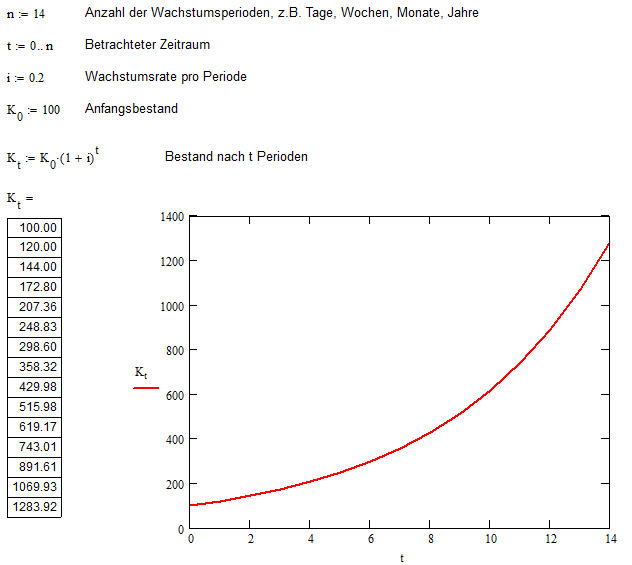 n := 14 Anzahl der Wachstumsperioden, z.B. Tage, Wochen, Monate, Jahre
t := 0.. n Betrachteter Zeitraum
i := 0.2 Wachstumsrate pro Periode
K₀ := 100 Anfangsbestand
Kₜ := K₀·(1 + i)ᵗ Bestand nach t Perioden
Kₜ =
100.00
120.00
144.00
172.80
207.36
248.83
298.60
358.32
429.98
515.98
619.17
743.01
891.61
1069.93
1283.92
1400
1200
1000
800
600
400
200
0
Kₜ
0 2 4 6 8 10 12 14
t